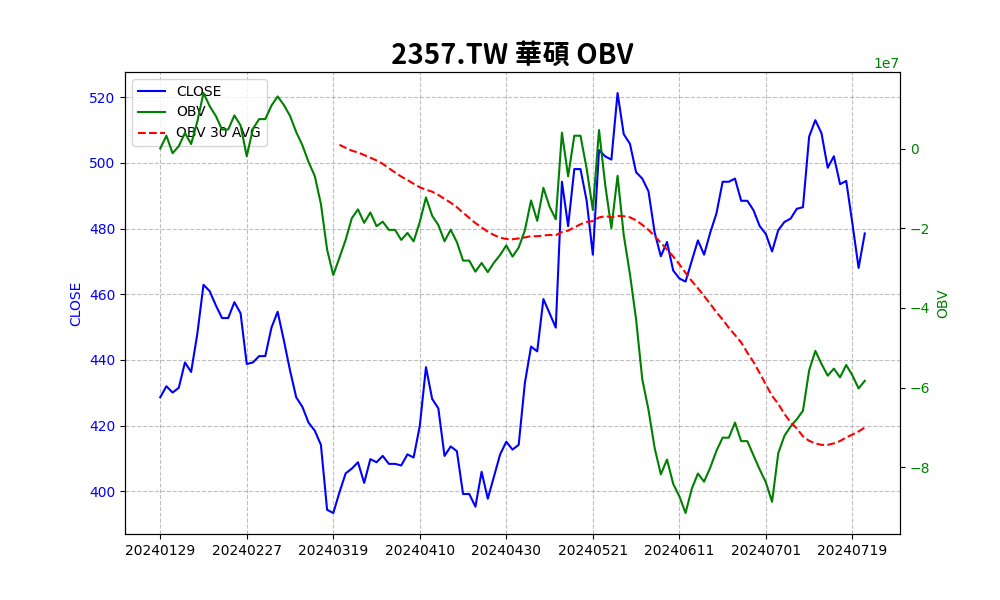 2357.TW 華碩 OBV
1e7
CLOSE
OBV
OBV 30 AVG
520
500
480
460
440
420
400
CLOSE
0
−2
−4
−6
−8
OBV
20240129 20240227 20240319 20240410 20240430 20240521 20240611 20240701 20240719